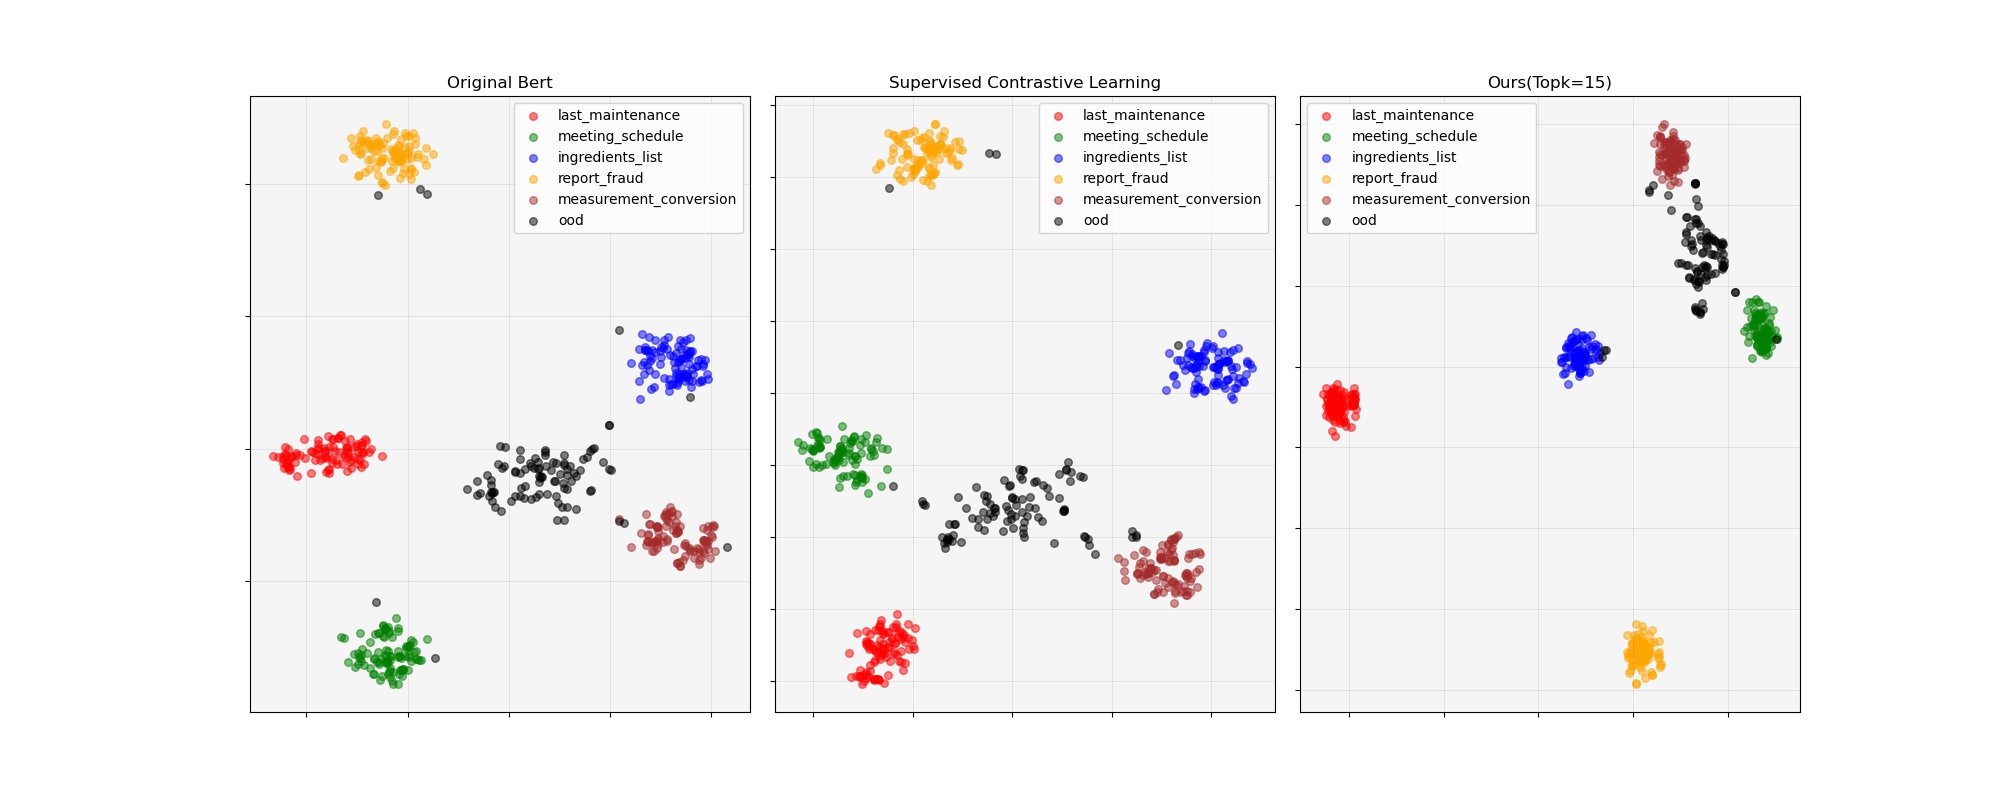 Original Bert
last_maintenance
meeting_schedule
ingredients_list
report_fraud
measurement_conversion
ood
Supervised Contrastive Learning
last_maintenance
meeting_schedule
ingredients_list
report_fraud
measurement_conversion
ood
Ours(Topk=15)
last_maintenance
meeting_schedule
ingredients_list
report_fraud
measurement_conversion
ood